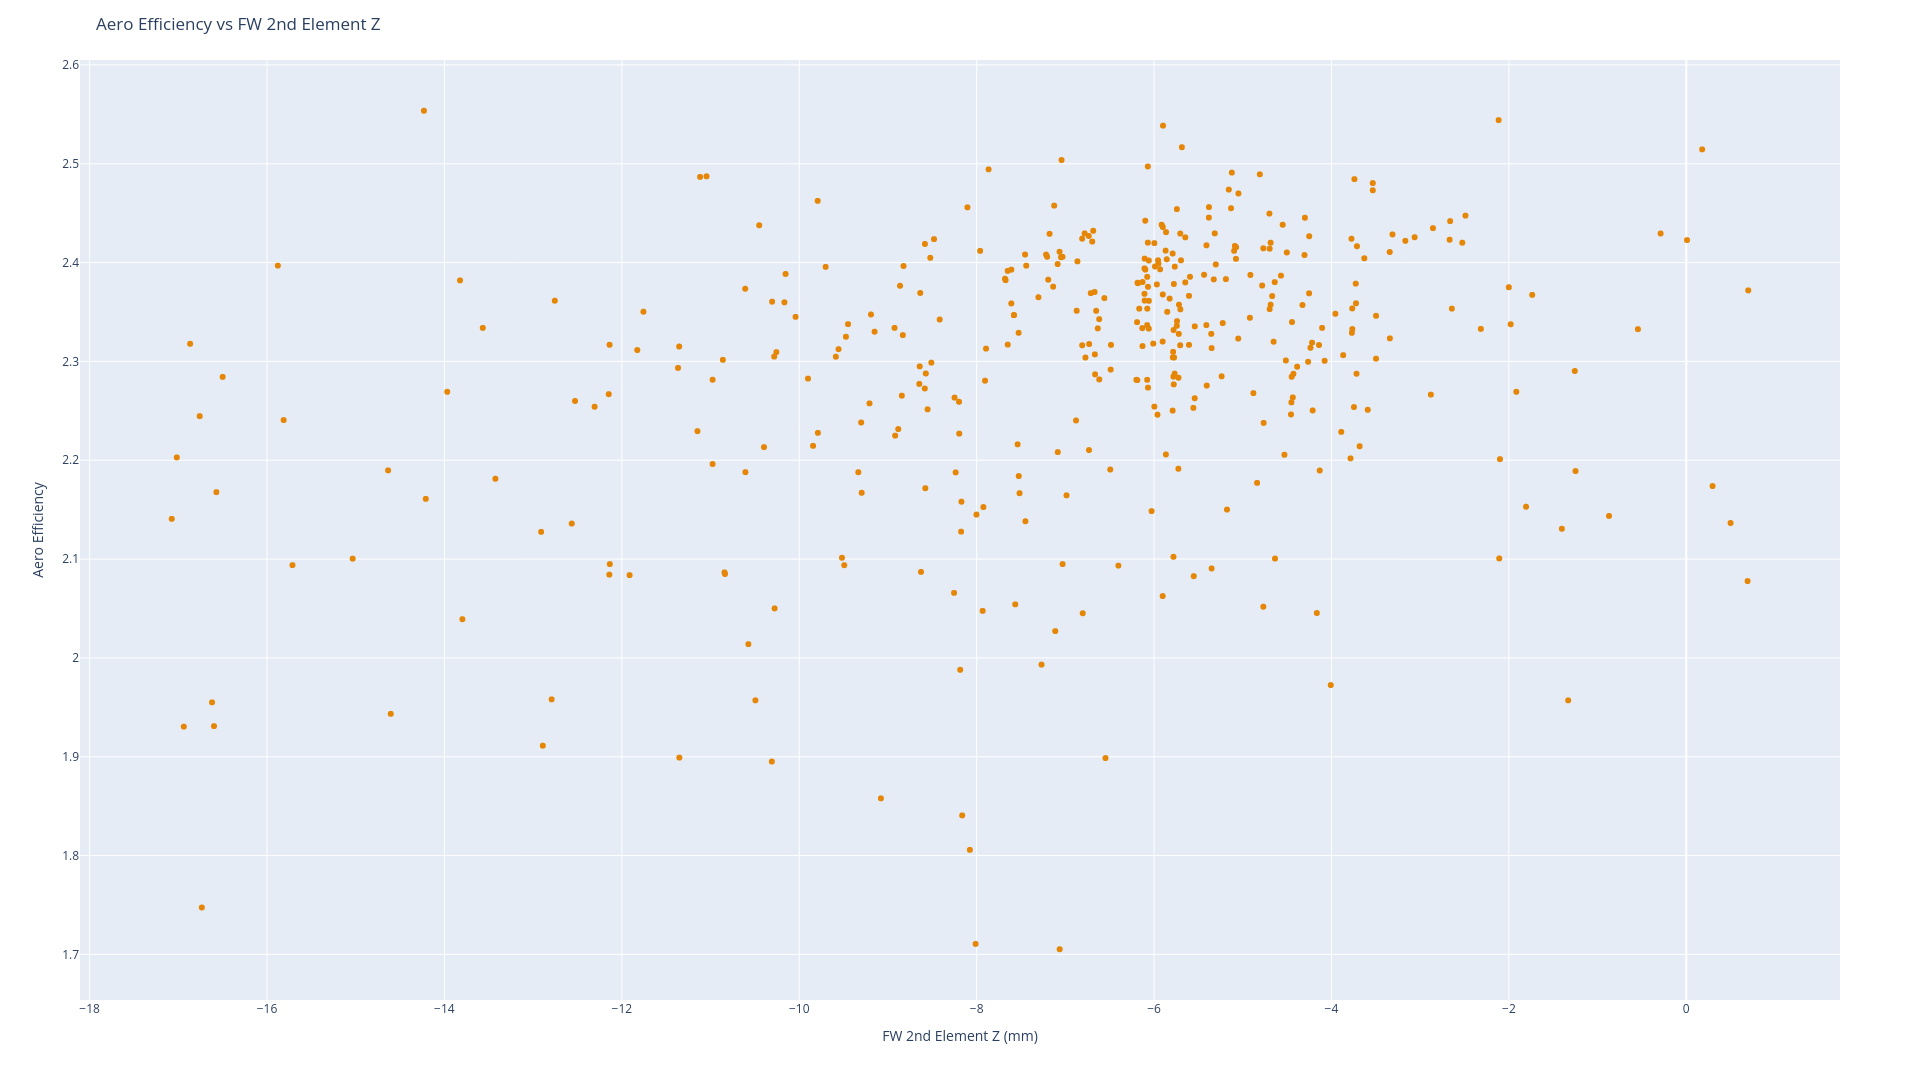 Aero Efficiency vs FW 2nd Element Z
2.6
2.5
2.4
2.3
2.2
2.1
2
1.9
1.8
1.7
Aero Efficiency
−18 −16 −14 −12 −10 −8 −6 −4 −2 0
FW 2nd Element Z (mm)